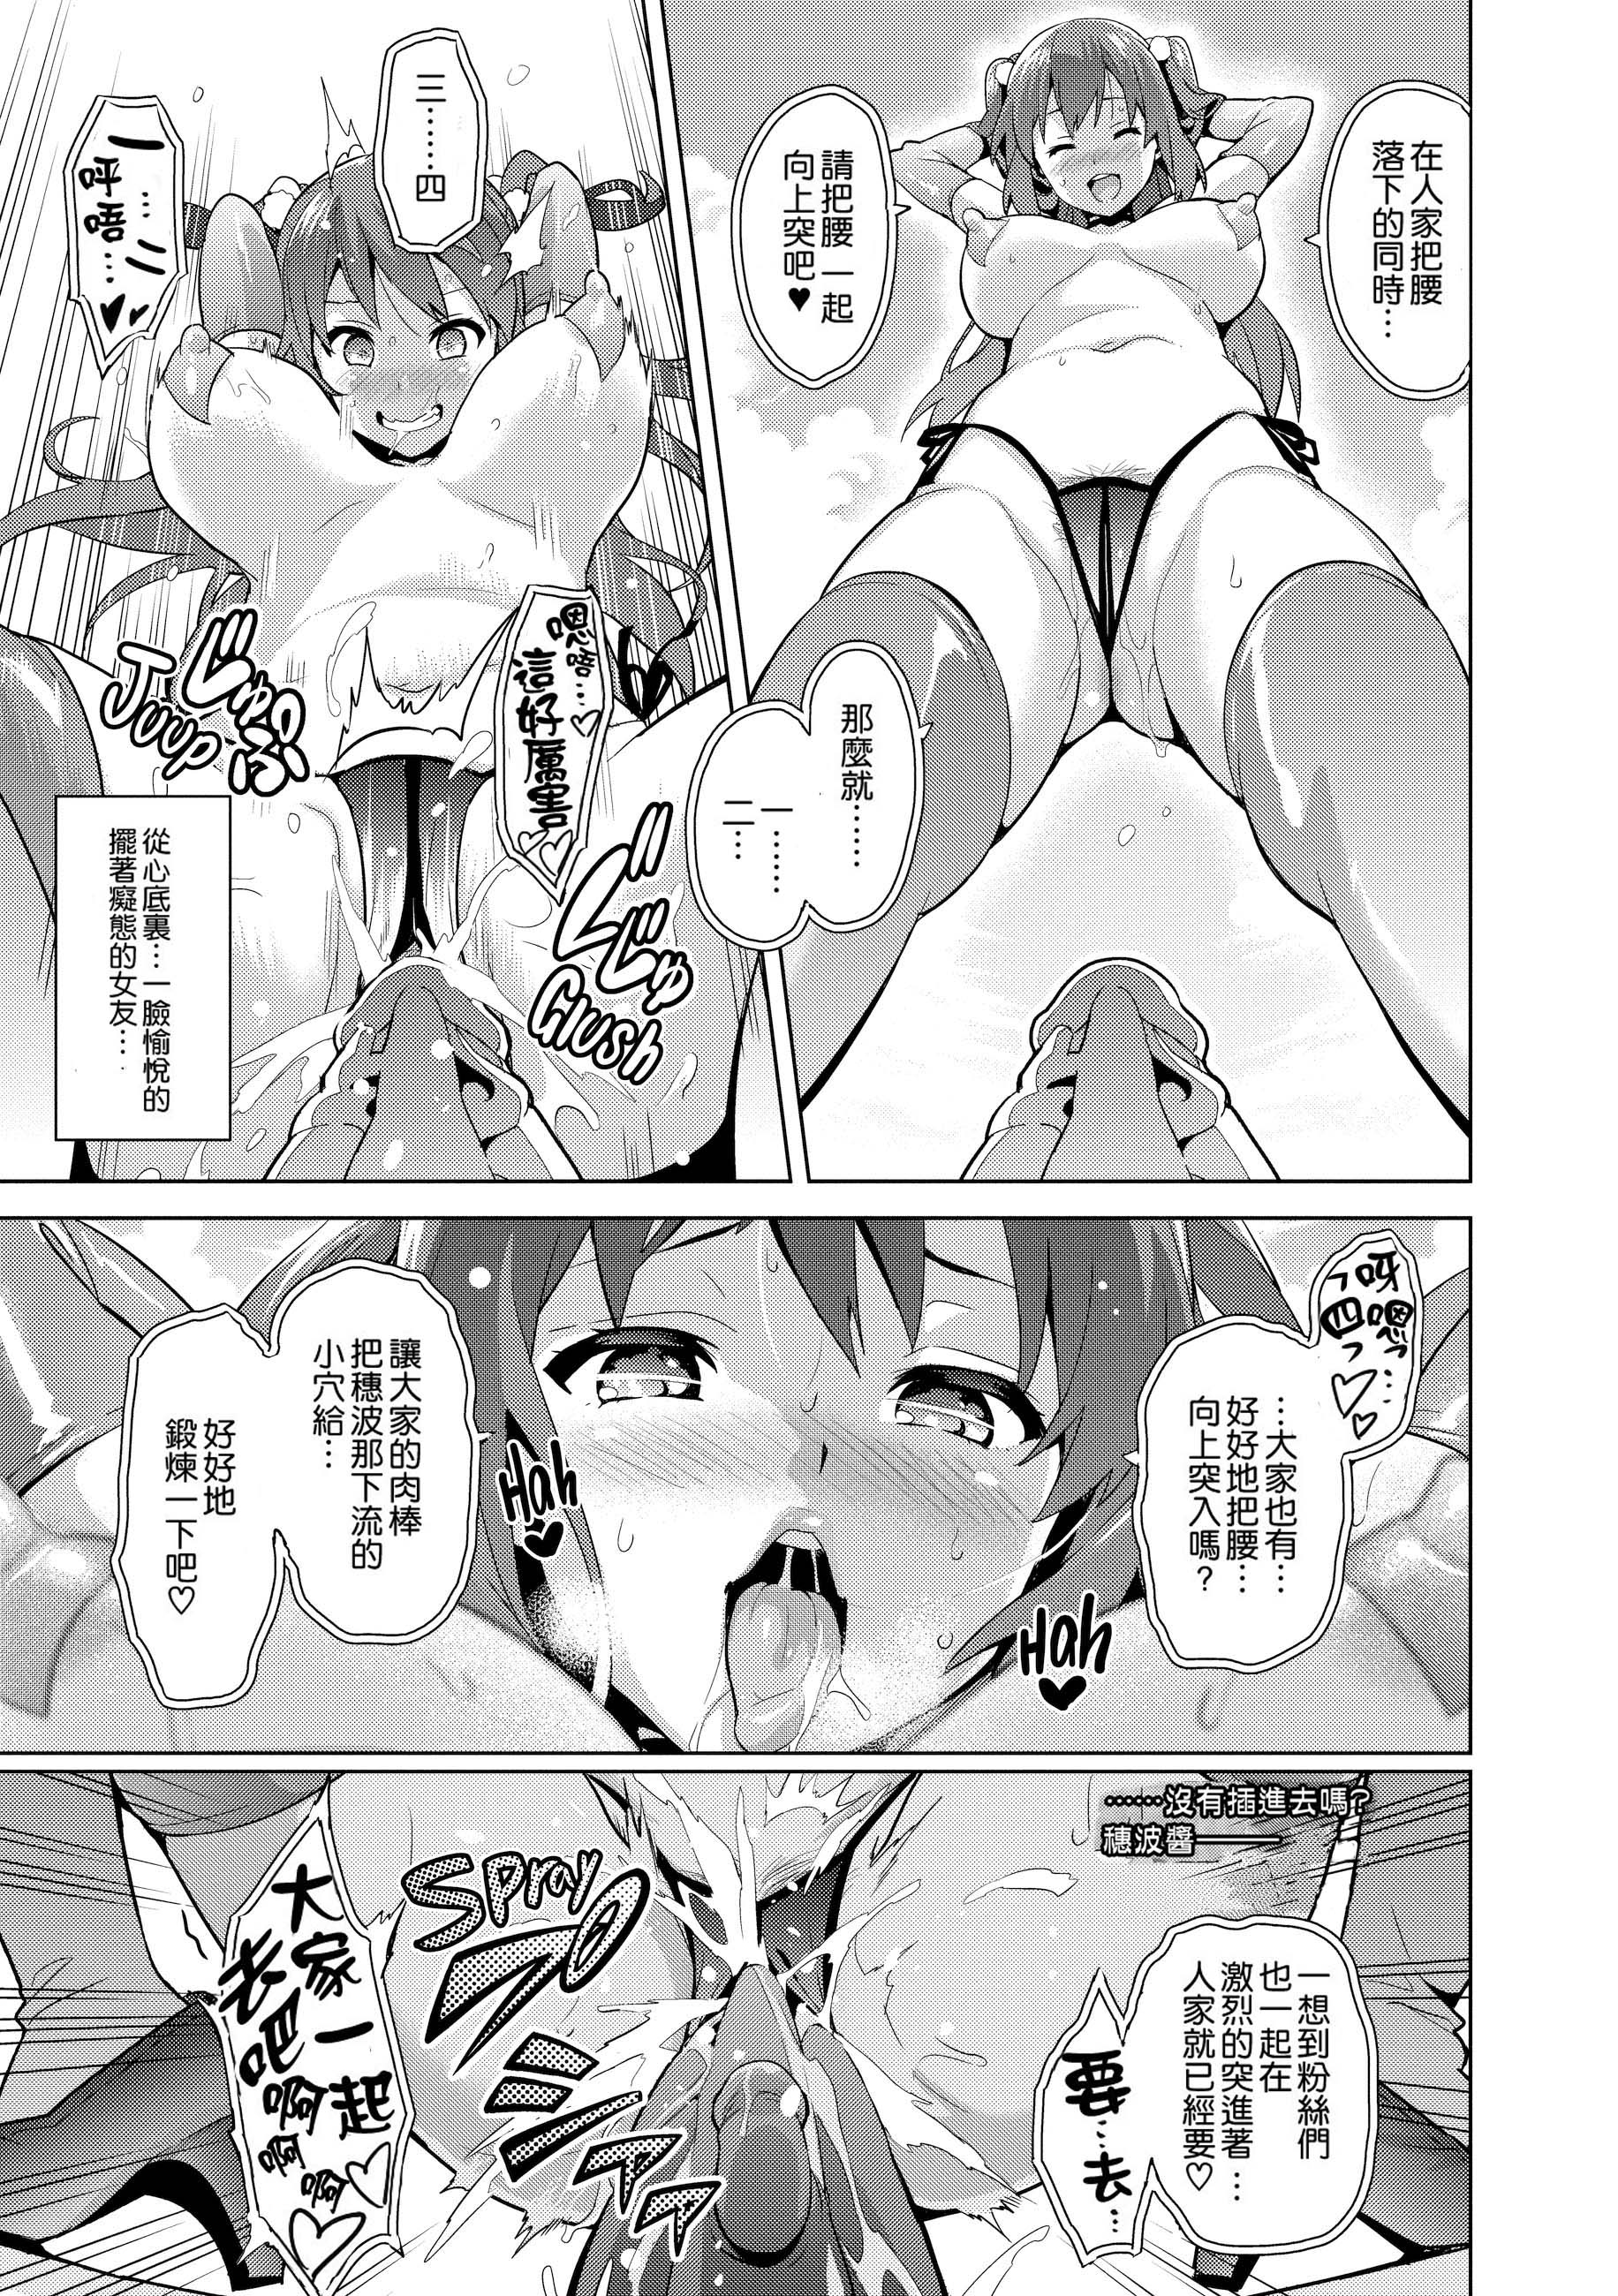 在人家把腰
落下的同時…
請把腰一起
向上突吧♥
那麼就……
一……
二…
三……四
一……二
呼唔…♥♥
嗯唔…♡
這好厲害♡♡
じゅぷ
Juup
じゅ
Glush
從心底裏…一臉愉悅的
擺著癡態的女友…
呀嗯…
四♡♡
…大家也有…
好好地把腰…
向上突入嗎？
讓大家的肉棒
把穗波那下流的
小穴給…
好好地
鍛煉一下吧♡
Hah♥
Hah♥
……沒有插進去嗎?
穗波醬———
一想到粉絲們
也一起在
激烈的突進著…
人家就已經要♡
要…去…
Spray
大家一起
去吧啊啊啊♡♡